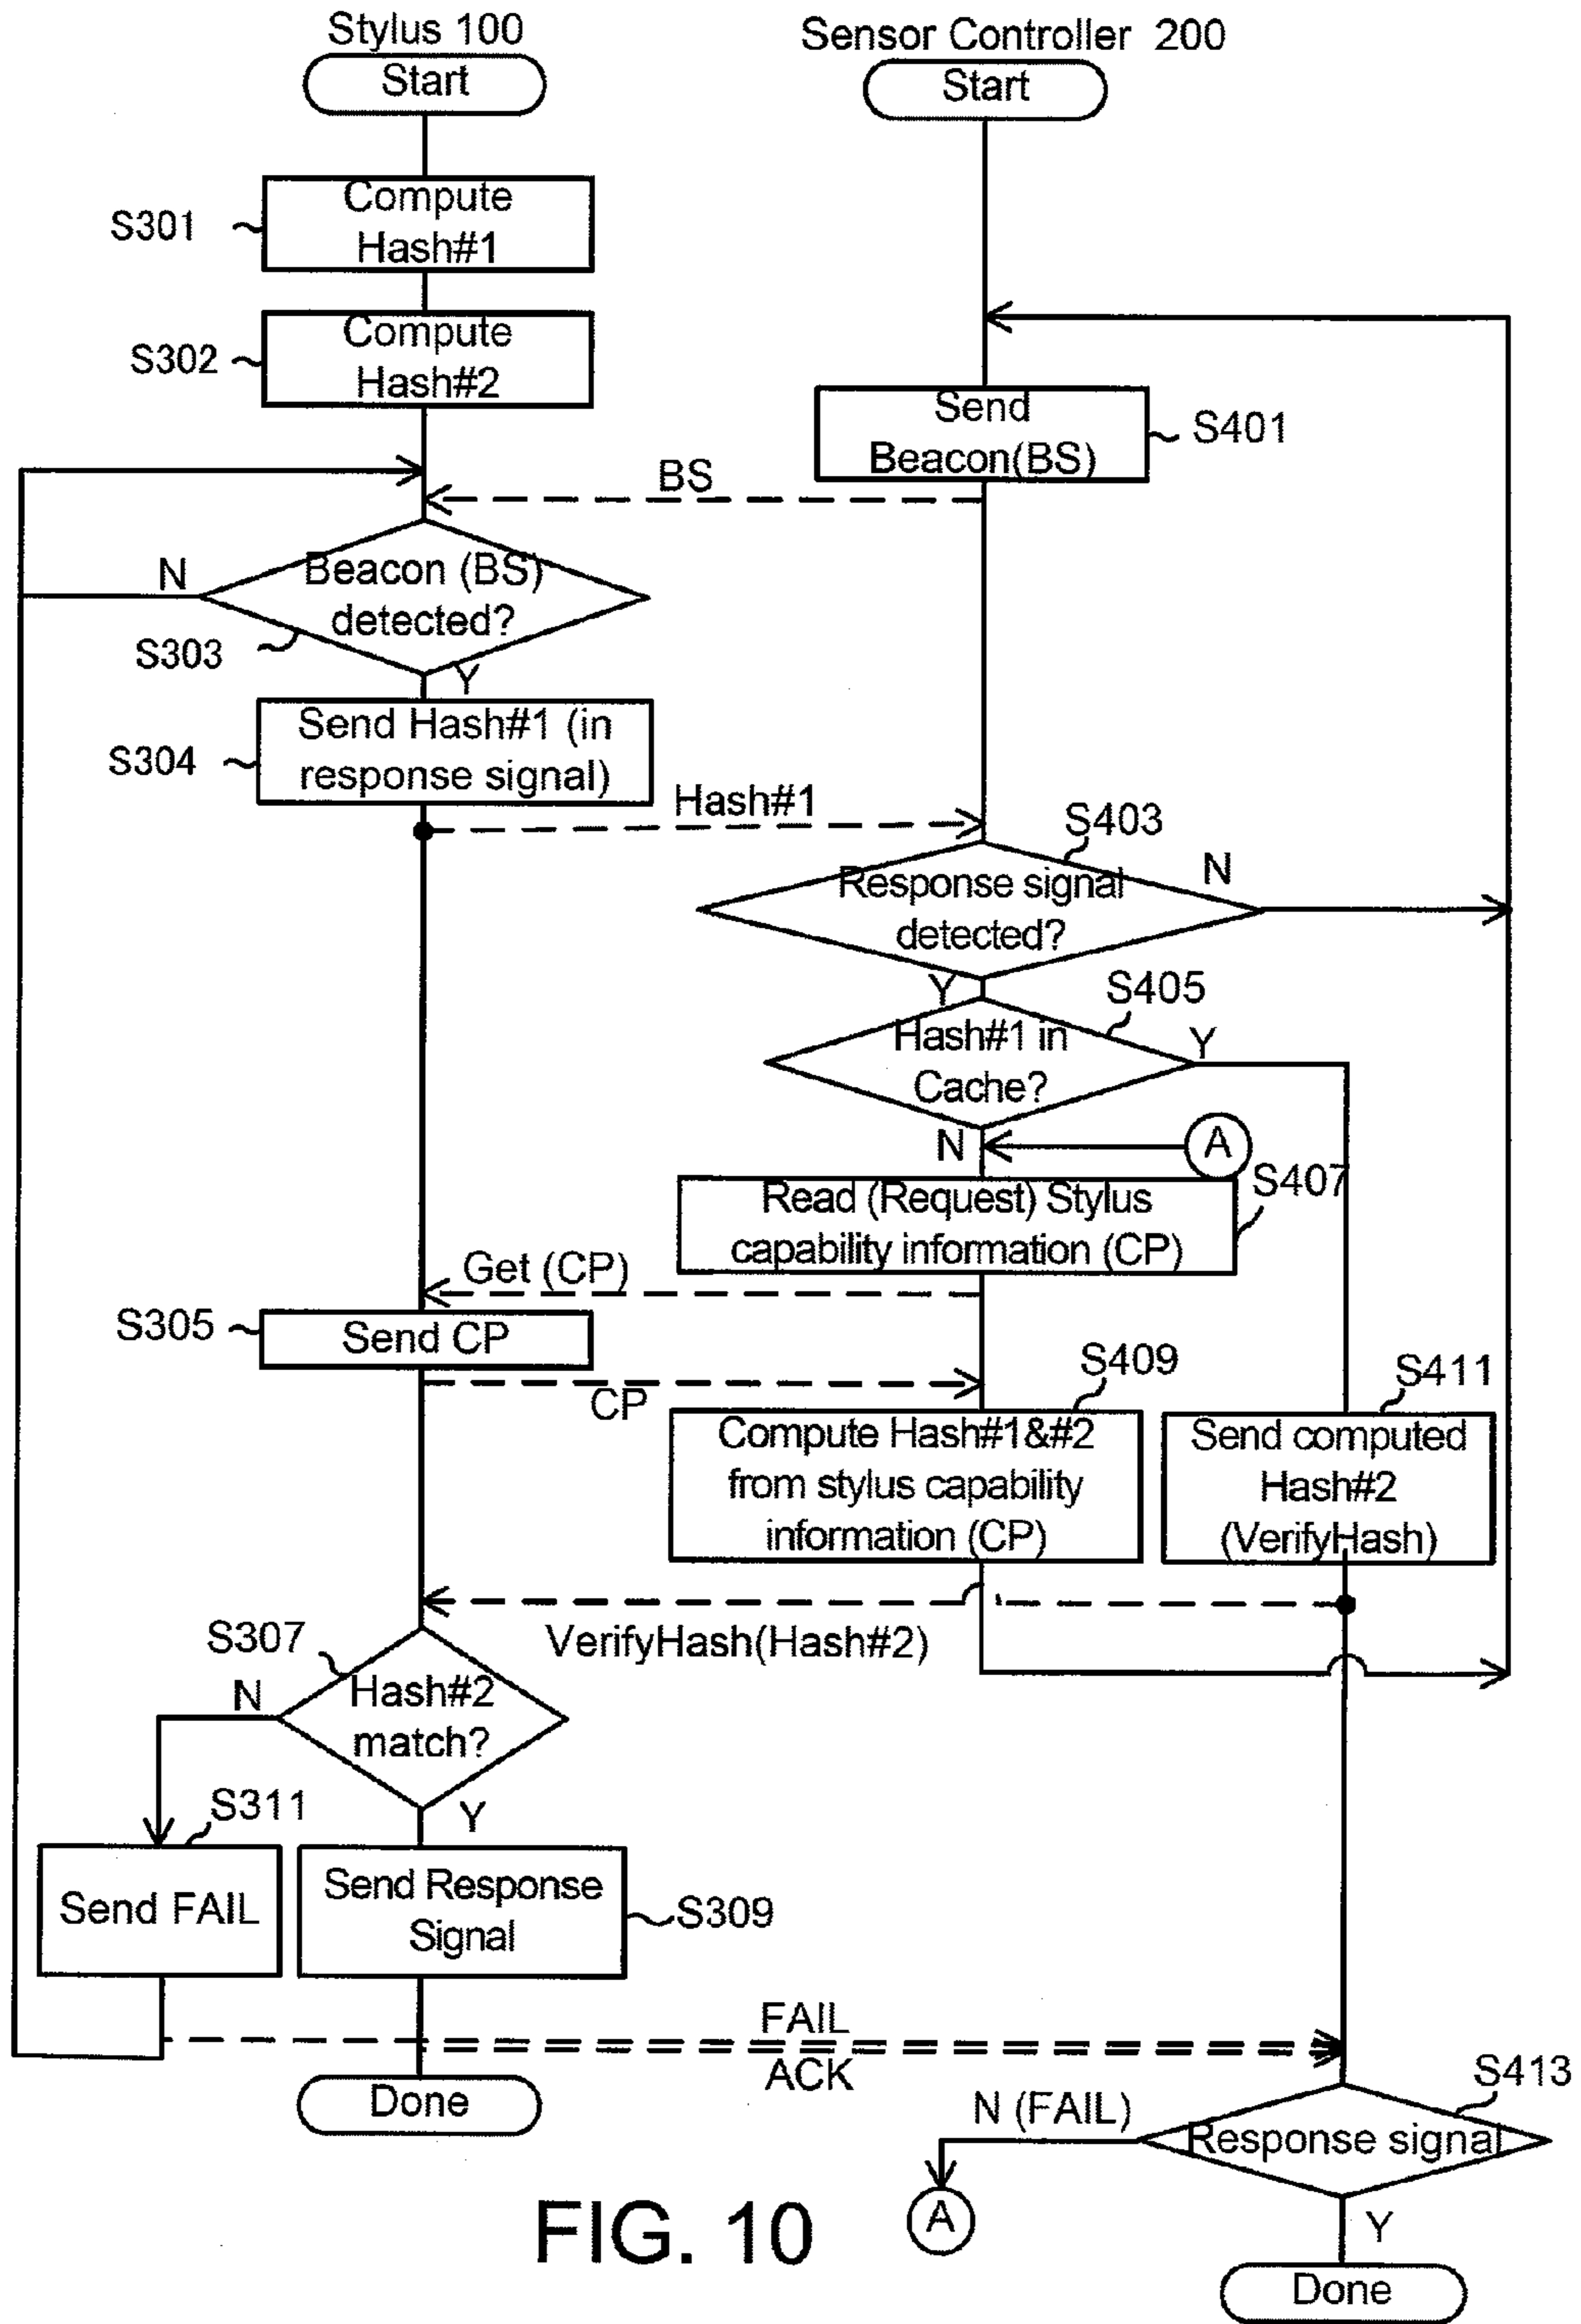 Stylus 100
Sensor Controller 200
Start
Start
S301
Compute
Hash#1
S302
Compute
Hash#2
Send
Beacon(BS)
S401
BS
N
Beacon (BS)
detected?
S303
Y
S304
Send Hash#1 (in
response signal)
Hash#1
S403
Response signal
detected?
N
Y
S405
Hash#1 in
Cache?
Y
N
A
S407
Read (Request) Stylus
capability information (CP)
Get (CP)
S305
Send CP
CP
S409
Compute Hash#1&#2
from stylus capability
information (CP)
S411
Send computed
Hash#2
(VerifyHash)
VerifyHash(Hash#2)
S307
N
Hash#2
match?
Y
S311
Send FAIL
Send Response
Signal
S309
FAIL
ACK
Done
S413
N (FAIL)
Response signal
A
Y
Done
FIG. 10